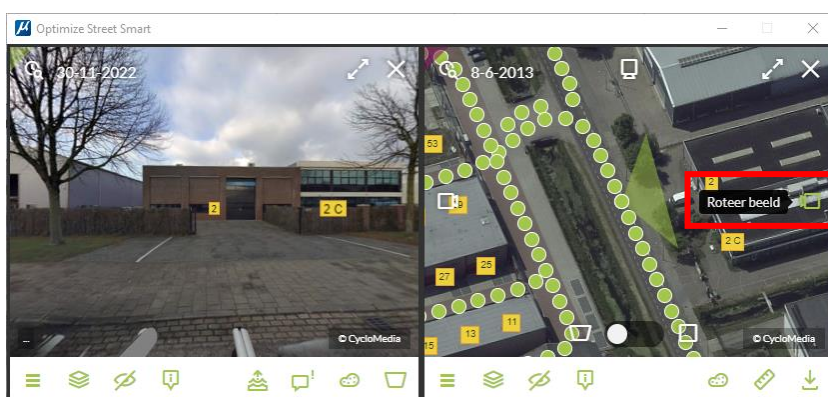 Optimize Street Smart
30-11-2022
2
2 C
...
© CycloMedia
8-6-2013
53
2
Roteer beeld
19
2 C
25
27
11
13
15
© CycloMedia